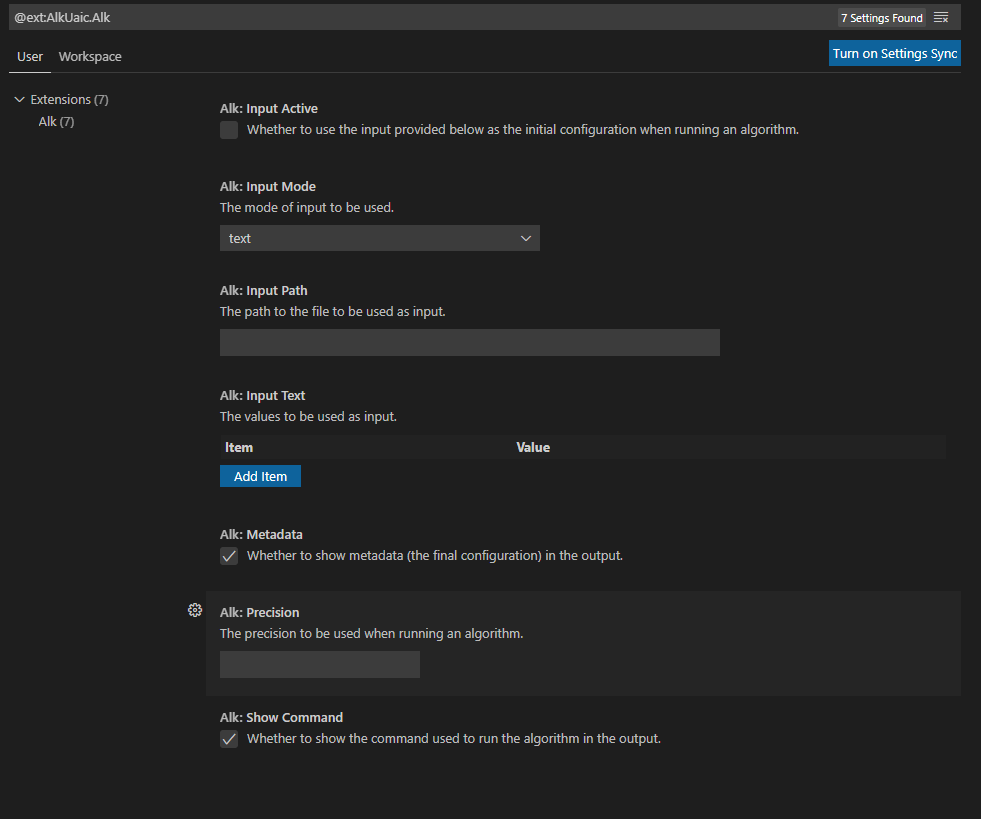 @ext:AlkUaic.Alk
7 Settings Found
User
Workspace
Turn on Settings Sync
Extensions (7)
Alk (7)
Alk: Input Active
Whether to use the input provided below as the initial configuration when running an algorithm.
Alk: Input Mode
The mode of input to be used.
text
Alk: Input Path
The path to the file to be used as input.
Alk: Input Text
The values to be used as input.
Item
Value
Add Item
Alk: Metadata
Whether to show metadata (the final configuration) in the output.
Alk: Precision
The precision to be used when running an algorithm.
Alk: Show Command
Whether to show the command used to run the algorithm in the output.